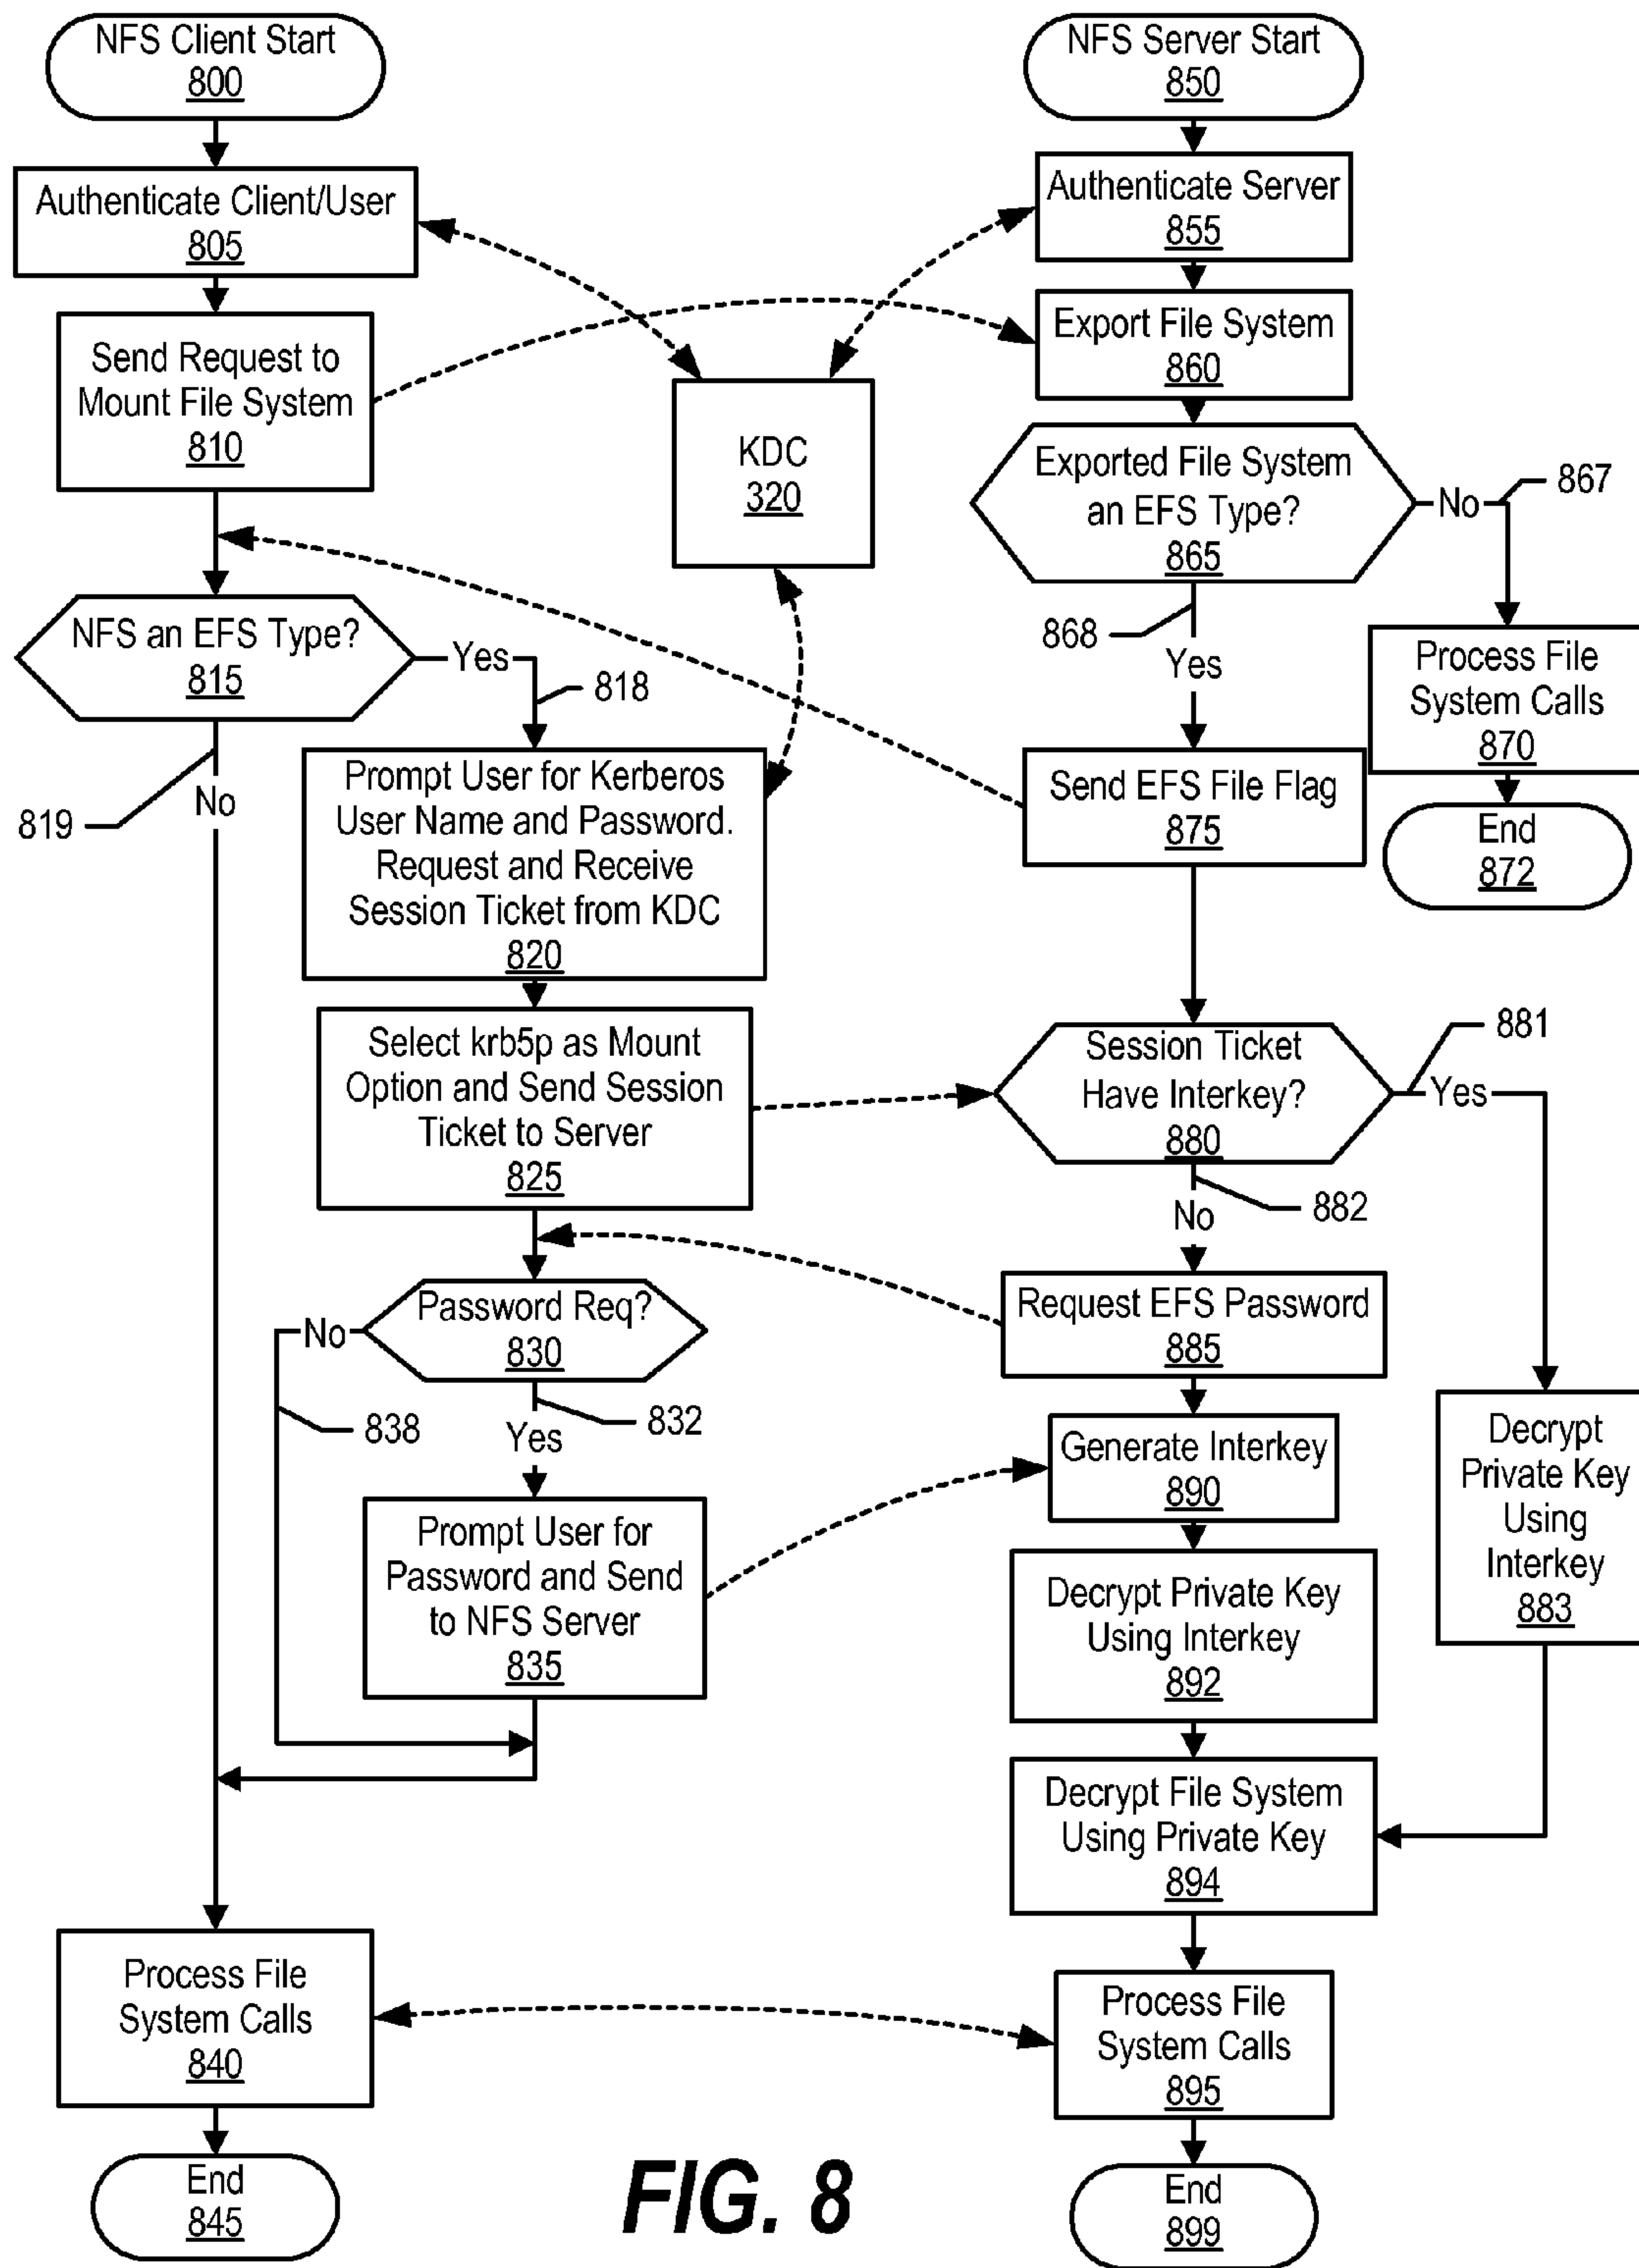 NFS Client Start
800
Authenticate Client/User
805
Send Request to
Mount File System
810
NFS an EFS Type?
815
Yes
818
819
No
Prompt User for Kerberos
User Name and Password.
Request and Receive
Session Ticket from KDC
820
Select krb5p as Mount
Option and Send Session
Ticket to Server
825
Password Req?
830
No
838
832
Yes
Prompt User for
Password and Send
to NFS Server
835
Process File
System Calls
840
End
845
KDC
320
NFS Server Start
850
Authenticate Server
855
Export File System
860
Exported File System
an EFS Type?
865
No
867
868
Yes
Process File
System Calls
870
End
872
Send EFS File Flag
875
Session Ticket
Have Interkey?
880
881
Yes
882
No
Request EFS Password
885
Generate Interkey
890
Decrypt
Private Key
Using
Interkey
883
Decrypt Private Key
Using Interkey
892
Decrypt File System
Using Private Key
894
Process File
System Calls
895
End
899
FIG. 8